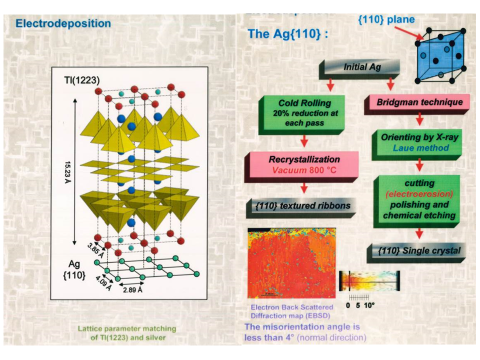 Electrodeposition
Tl(1223)
15.23 Å
3.85 Å
Ag
{110}
4.09 Å
2.89 Å
Lattice parameter matching
of Tl(1223) and silver
{110} plane
The Ag{110} :
Initial Ag
Cold Rolling
20% reduction at
each pass
Recrystallization
Vacuum 800 °C
{110} textured ribbons
Bridgman technique
Orienting by X-ray
Laue method
cutting
(electroerosion)
polishing and
chemical etching
{110} Single crystal
0 5 10°
Electron Back Scattered
Diffraction map (EBSD)
The misorientation angle is
less than 4° (normal direction)